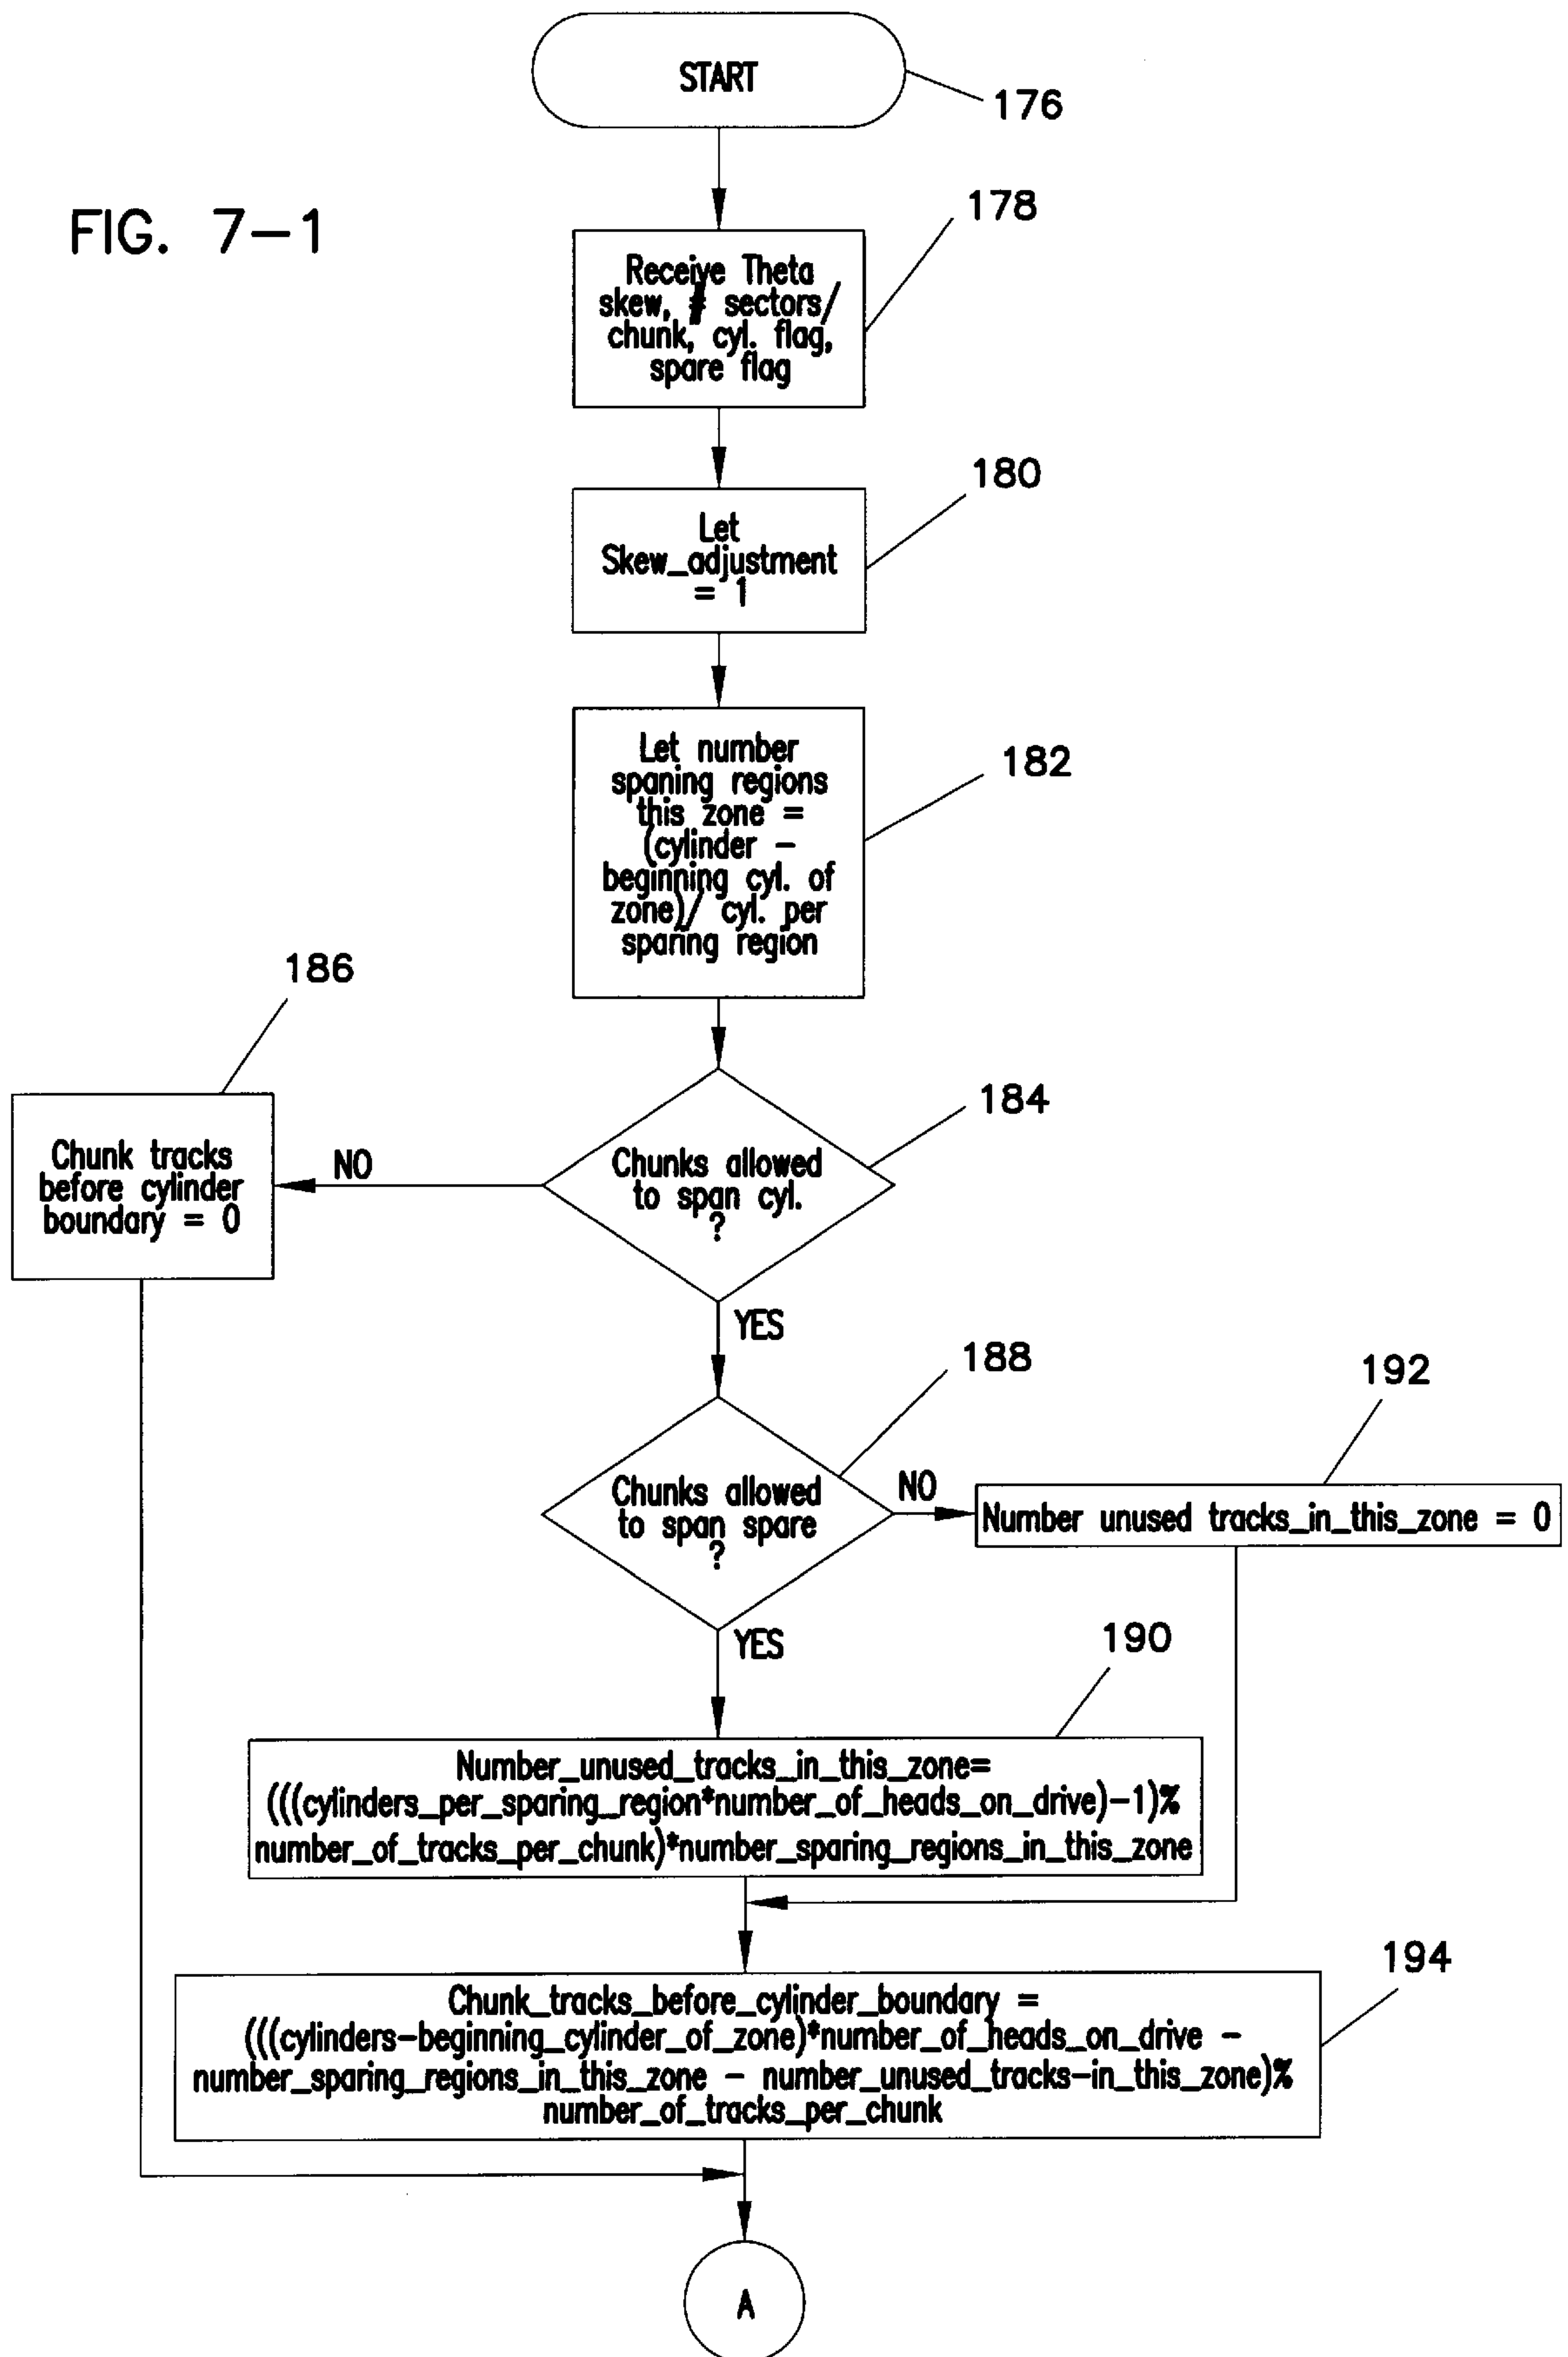 START
176
FIG. 7-1
178
Receive Theta
skew, # sectors/
chunk, cyl. flag,
spare flag
180
Let
Skew_adjustment
= 1
182
Let number
spaning regions
this zone =
(cylinder -
beginning cyl. of
zone)/ cyl. per
sparing region
186
184
Chunk tracks
before cylinder
boundary = 0
NO
Chunks allowed
to span cyl.
?
YES
188
192
Chunks allowed
to span spare
?
NO
Number unused tracks_in_this_zone = 0
YES
190
Number_unused_tracks_in_this_zone=
(((cylinders_per_sparing_region*number_of_heads_on_drive)-1)%
number_of_tracks_per_chunk)*number_sparing_regions_in_this_zone
194
Chunk_tracks_before_cylinder_boundary =
(((cylinders-beginning_cylinder_of_zone)*number_of_heads_on_drive -
number_sparing_regions_in_this_zone - number_unused_tracks-in_this_zone)%
number_of_tracks_per_chunk
A